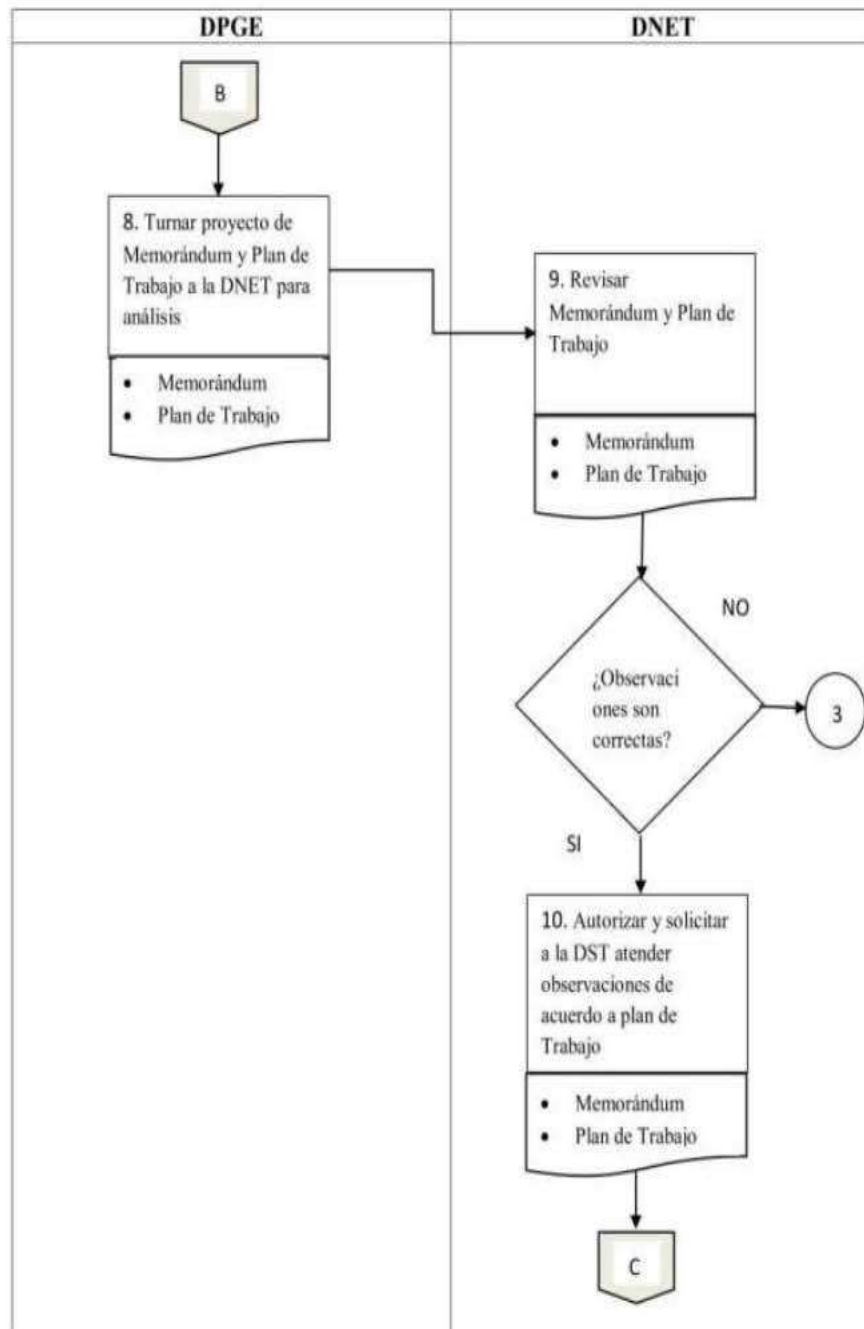 DPGE
DNET
B
8. Turnar proyecto de
Memorándum y Plan de
Trabajo a la DNET para
análisis
• Memorándum
• Plan de Trabajo
9. Revisar
Memorándum y Plan de
Trabajo
• Memorándum
• Plan de Trabajo
NO
¿Observaci
ones son
correctas?
3
SI
10. Autorizar y solicitar
a la DST atender
observaciones de
acuerdo a plan de
Trabajo
• Memorándum
• Plan de Trabajo
C